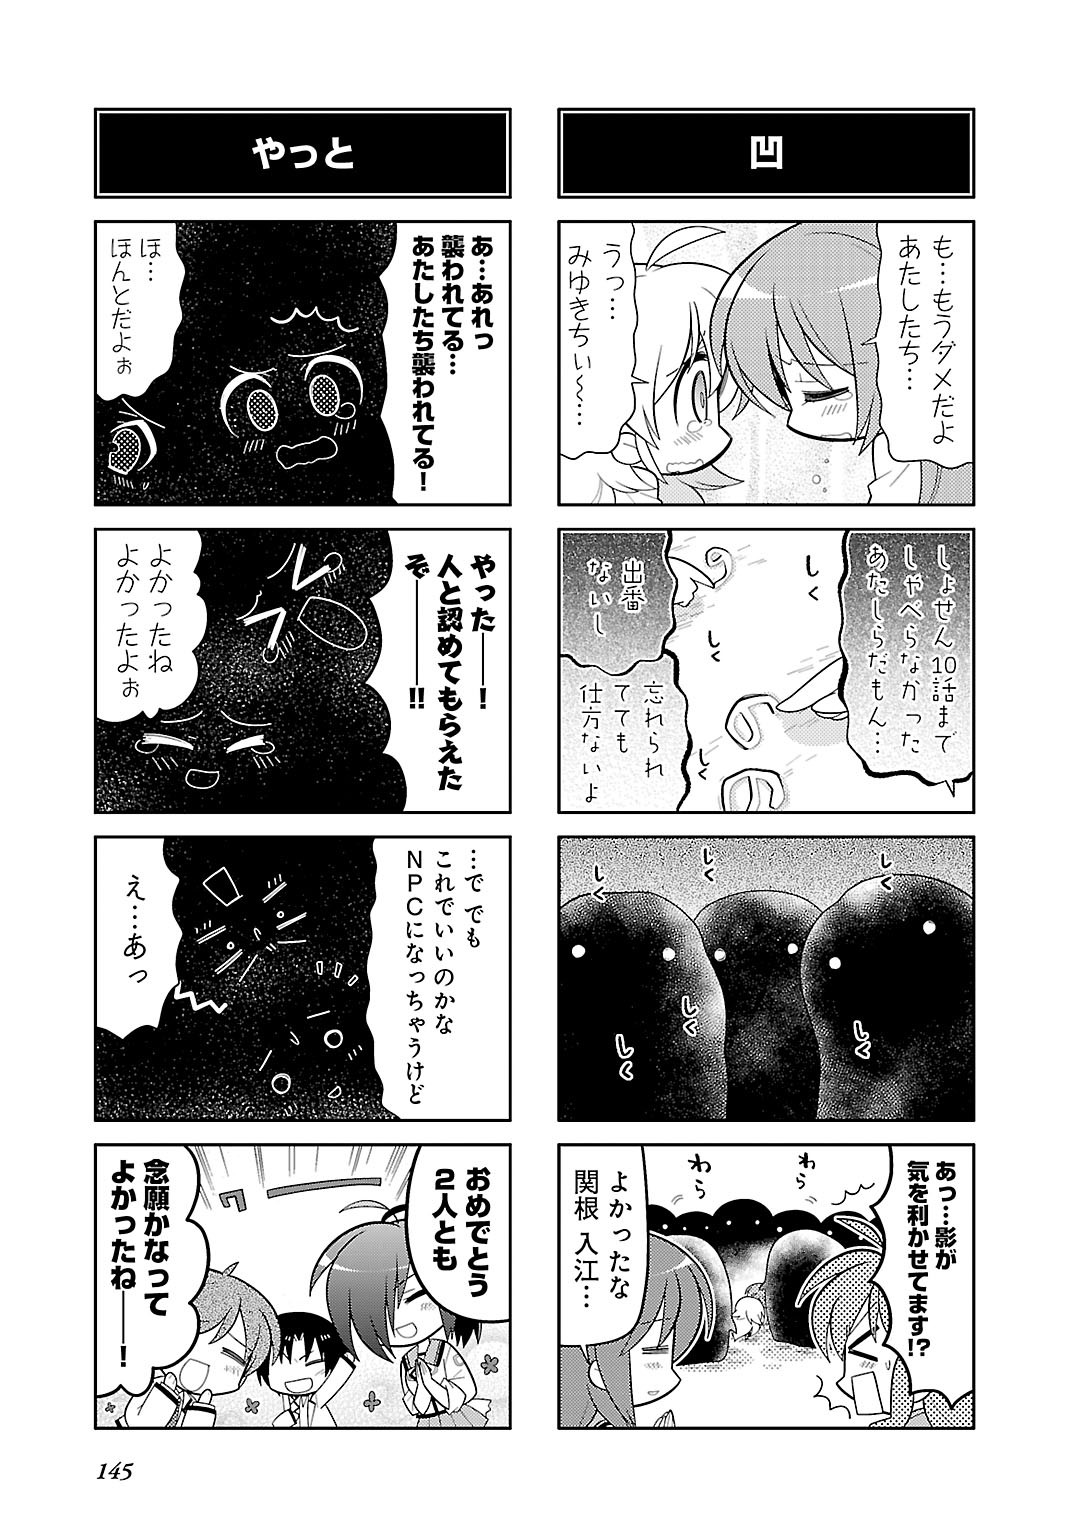 凹
も…もうダメだよ
あたしたち…
うっ…
みゆきちぃ～…
しょせん10話まで
しゃべらなかった
あたしらだもん…
出番
ないし
忘れられ
てても
仕方ないよ
しく
しく
しく
しく
しく
しく
しく
しく
しく
あっ…影が
気を利かせてます!?
わら
わら
よかったな
関根 入江…
やっと
あ…あれっ
襲われてる…
あたしたち襲われてる！
ほ…
ほんとだよぉ
やった――！
人と認めてもらえた
ぞ――!!
よかったね
よかったよぉ
…で でも
これでいいのかな
NPCになっちゃうけど
え…あっ
おめでとう
2人とも
ワー
念願かなって
よかったね――！
145